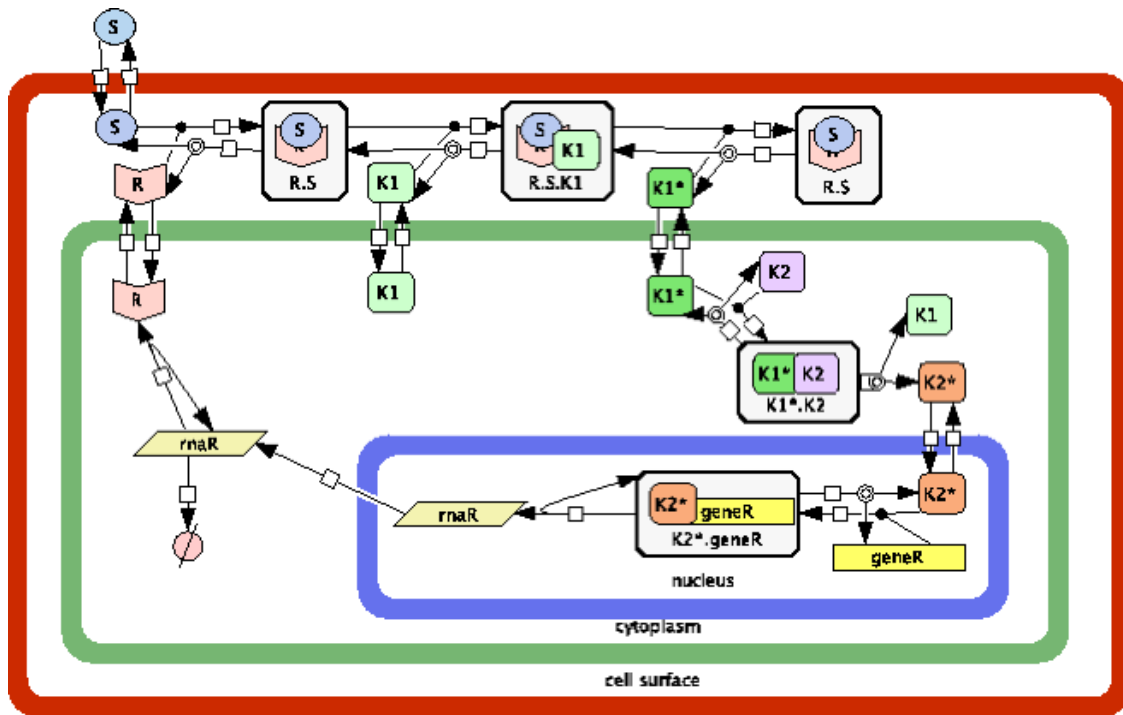 S
S
S
R.S
S
K1
R.S.K1
S
R.S
R
K1
K1*
R
K1
K1*
K2
K1
K1* K2
K1*.K2
K2*
rnaR
K2*
rnaR
K2*
geneR
K2*.geneR
geneR
nucleus
cytoplasm
cell surface